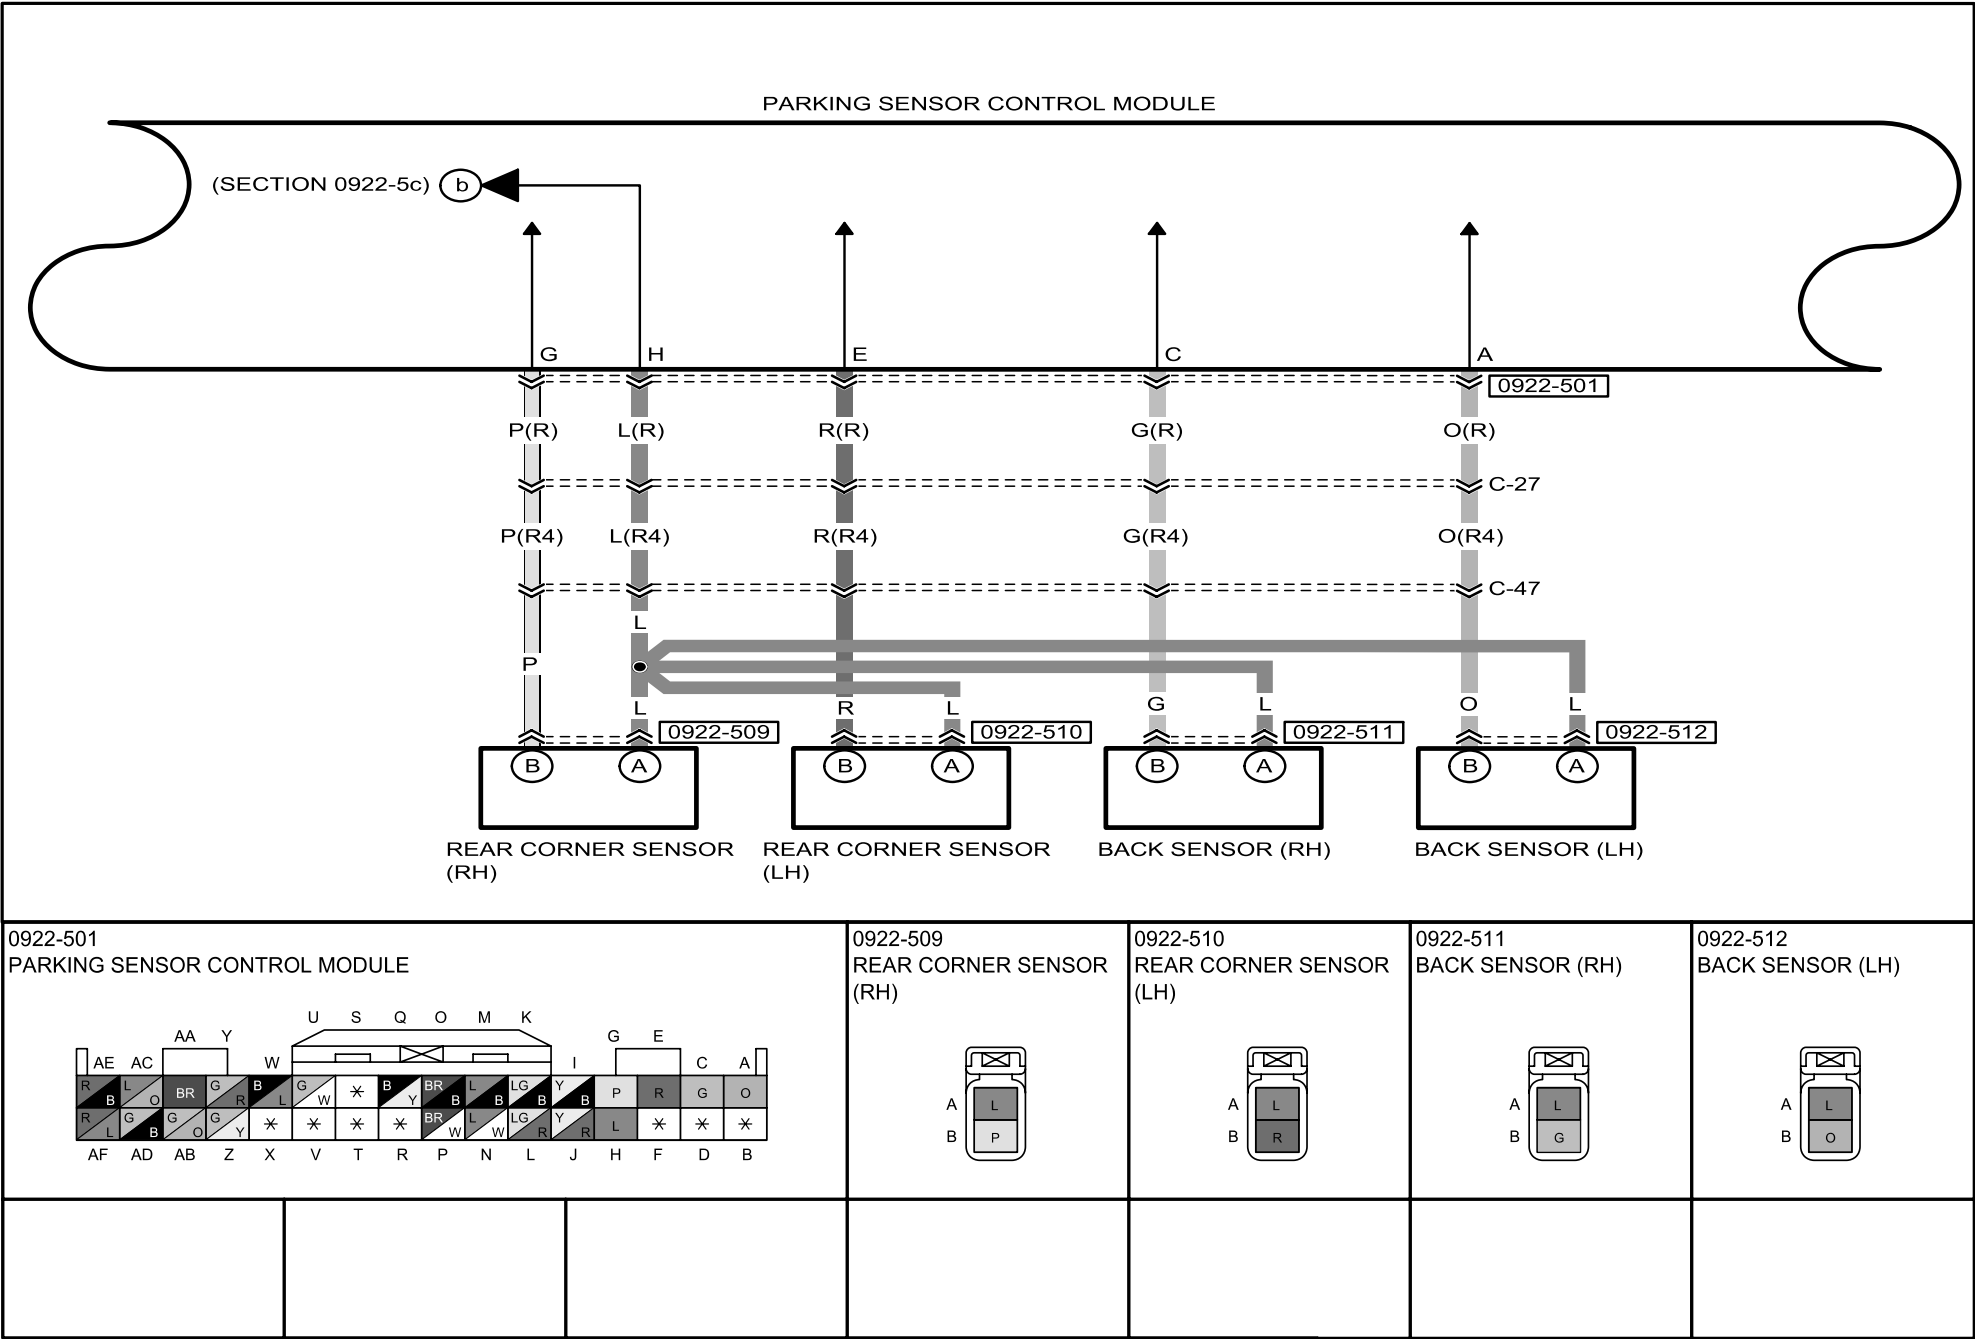 PARKING SENSOR CONTROL MODULE
(SECTION 0922-5c) b
G H E C A
0922-501
P(R) L(R) R(R) G(R) O(R)
C-27
P(R4) L(R4) R(R4) G(R4) O(R4)
C-47
L
P
L R L G L O L
0922-509 0922-510 0922-511 0922-512
B A B A B A B A
REAR CORNER SENSOR
(RH)
REAR CORNER SENSOR
(LH)
BACK SENSOR (RH)
BACK SENSOR (LH)
0922-501
PARKING SENSOR CONTROL MODULE
U S Q O M K
AA Y G E
AE AC W I C A
R B L O BR G R B L G W * B Y BR B L B LG B Y B P R G O
R L G B G O G Y * * * * BR W L W LG R Y R L * * *
AF AD AB Z X V T R P N L J H F D B
0922-509
REAR CORNER SENSOR
(RH)
A L
B P
0922-510
REAR CORNER SENSOR
(LH)
A L
B R
0922-511
BACK SENSOR (RH)
A L
B G
0922-512
BACK SENSOR (LH)
A L
B O